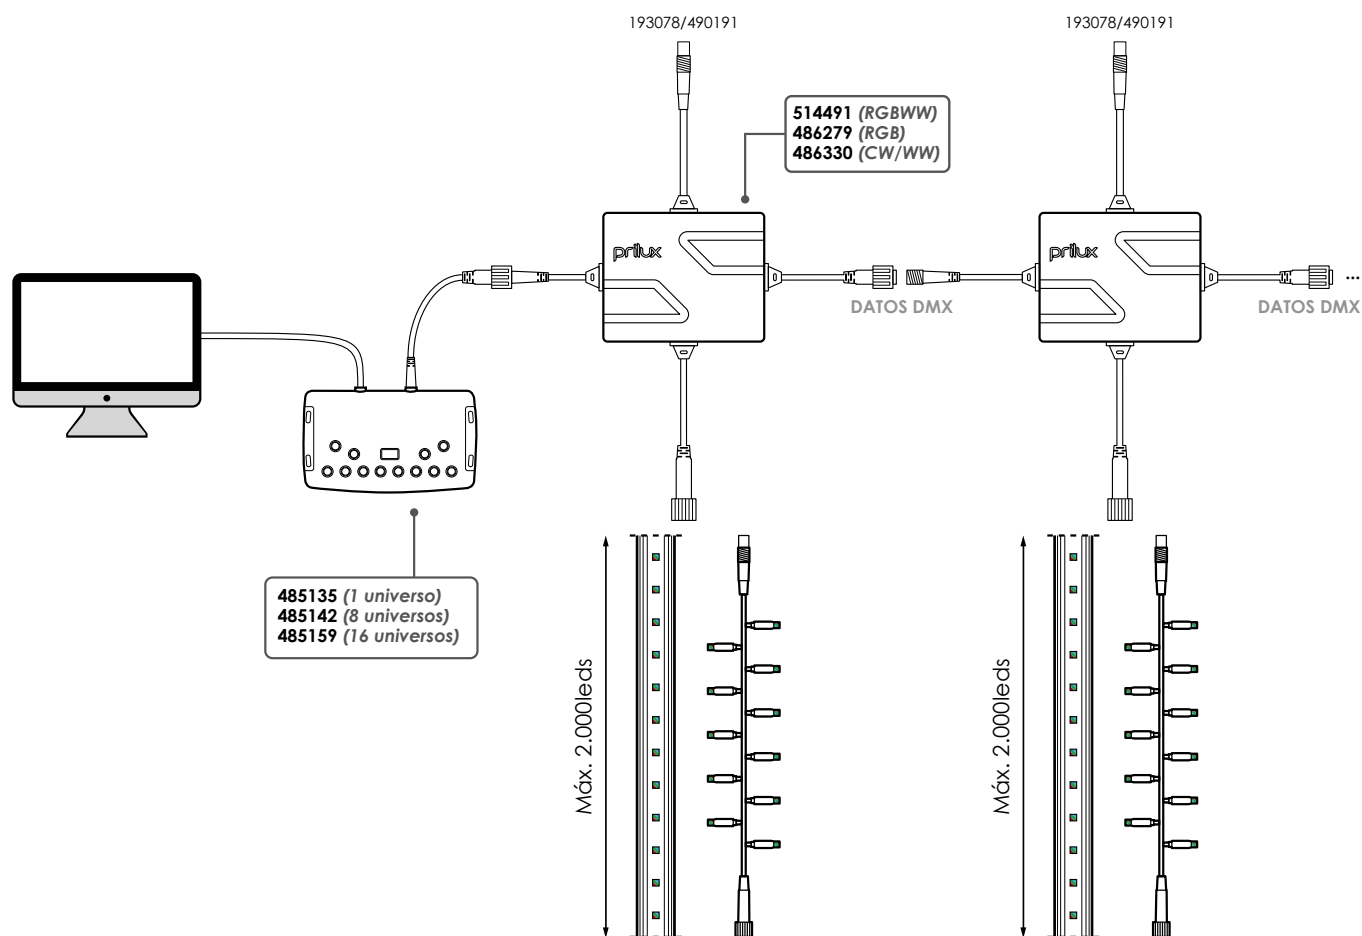 193078/490191
193078/490191
514491 (RGBWW)
486279 (RGB)
486330 (CW/WW)
prilux
prilux
DATOS DMX
DATOS DMX
...
485135 (1 universo)
485142 (8 universos)
485159 (16 universos)
Máx. 2.000leds
Máx. 2.000leds